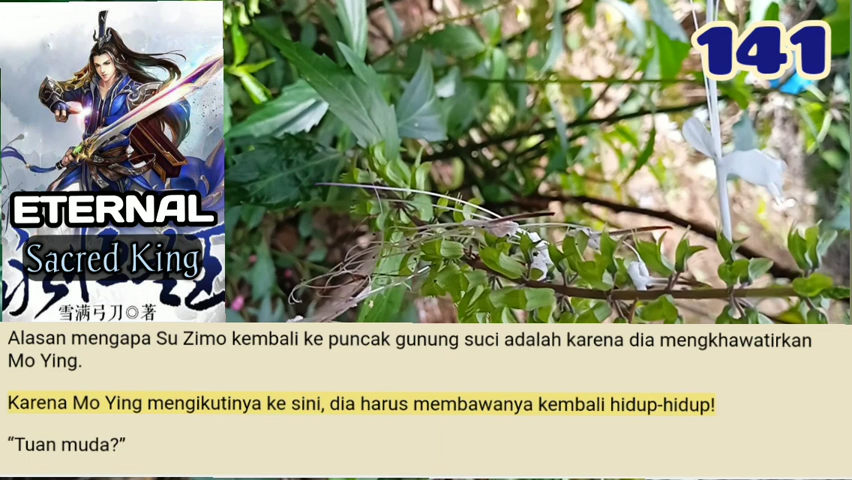 141
ETERNAL
Sacred King
雪满弓刀◎著
Alasan mengapa Su Zimo kembali ke puncak gunung suci adalah karena dia mengkhawatirkan
Mo Ying.
Karena Mo Ying mengikutinya ke sini, dia harus membawanya kembali hidup-hidup!
“Tuan muda?”